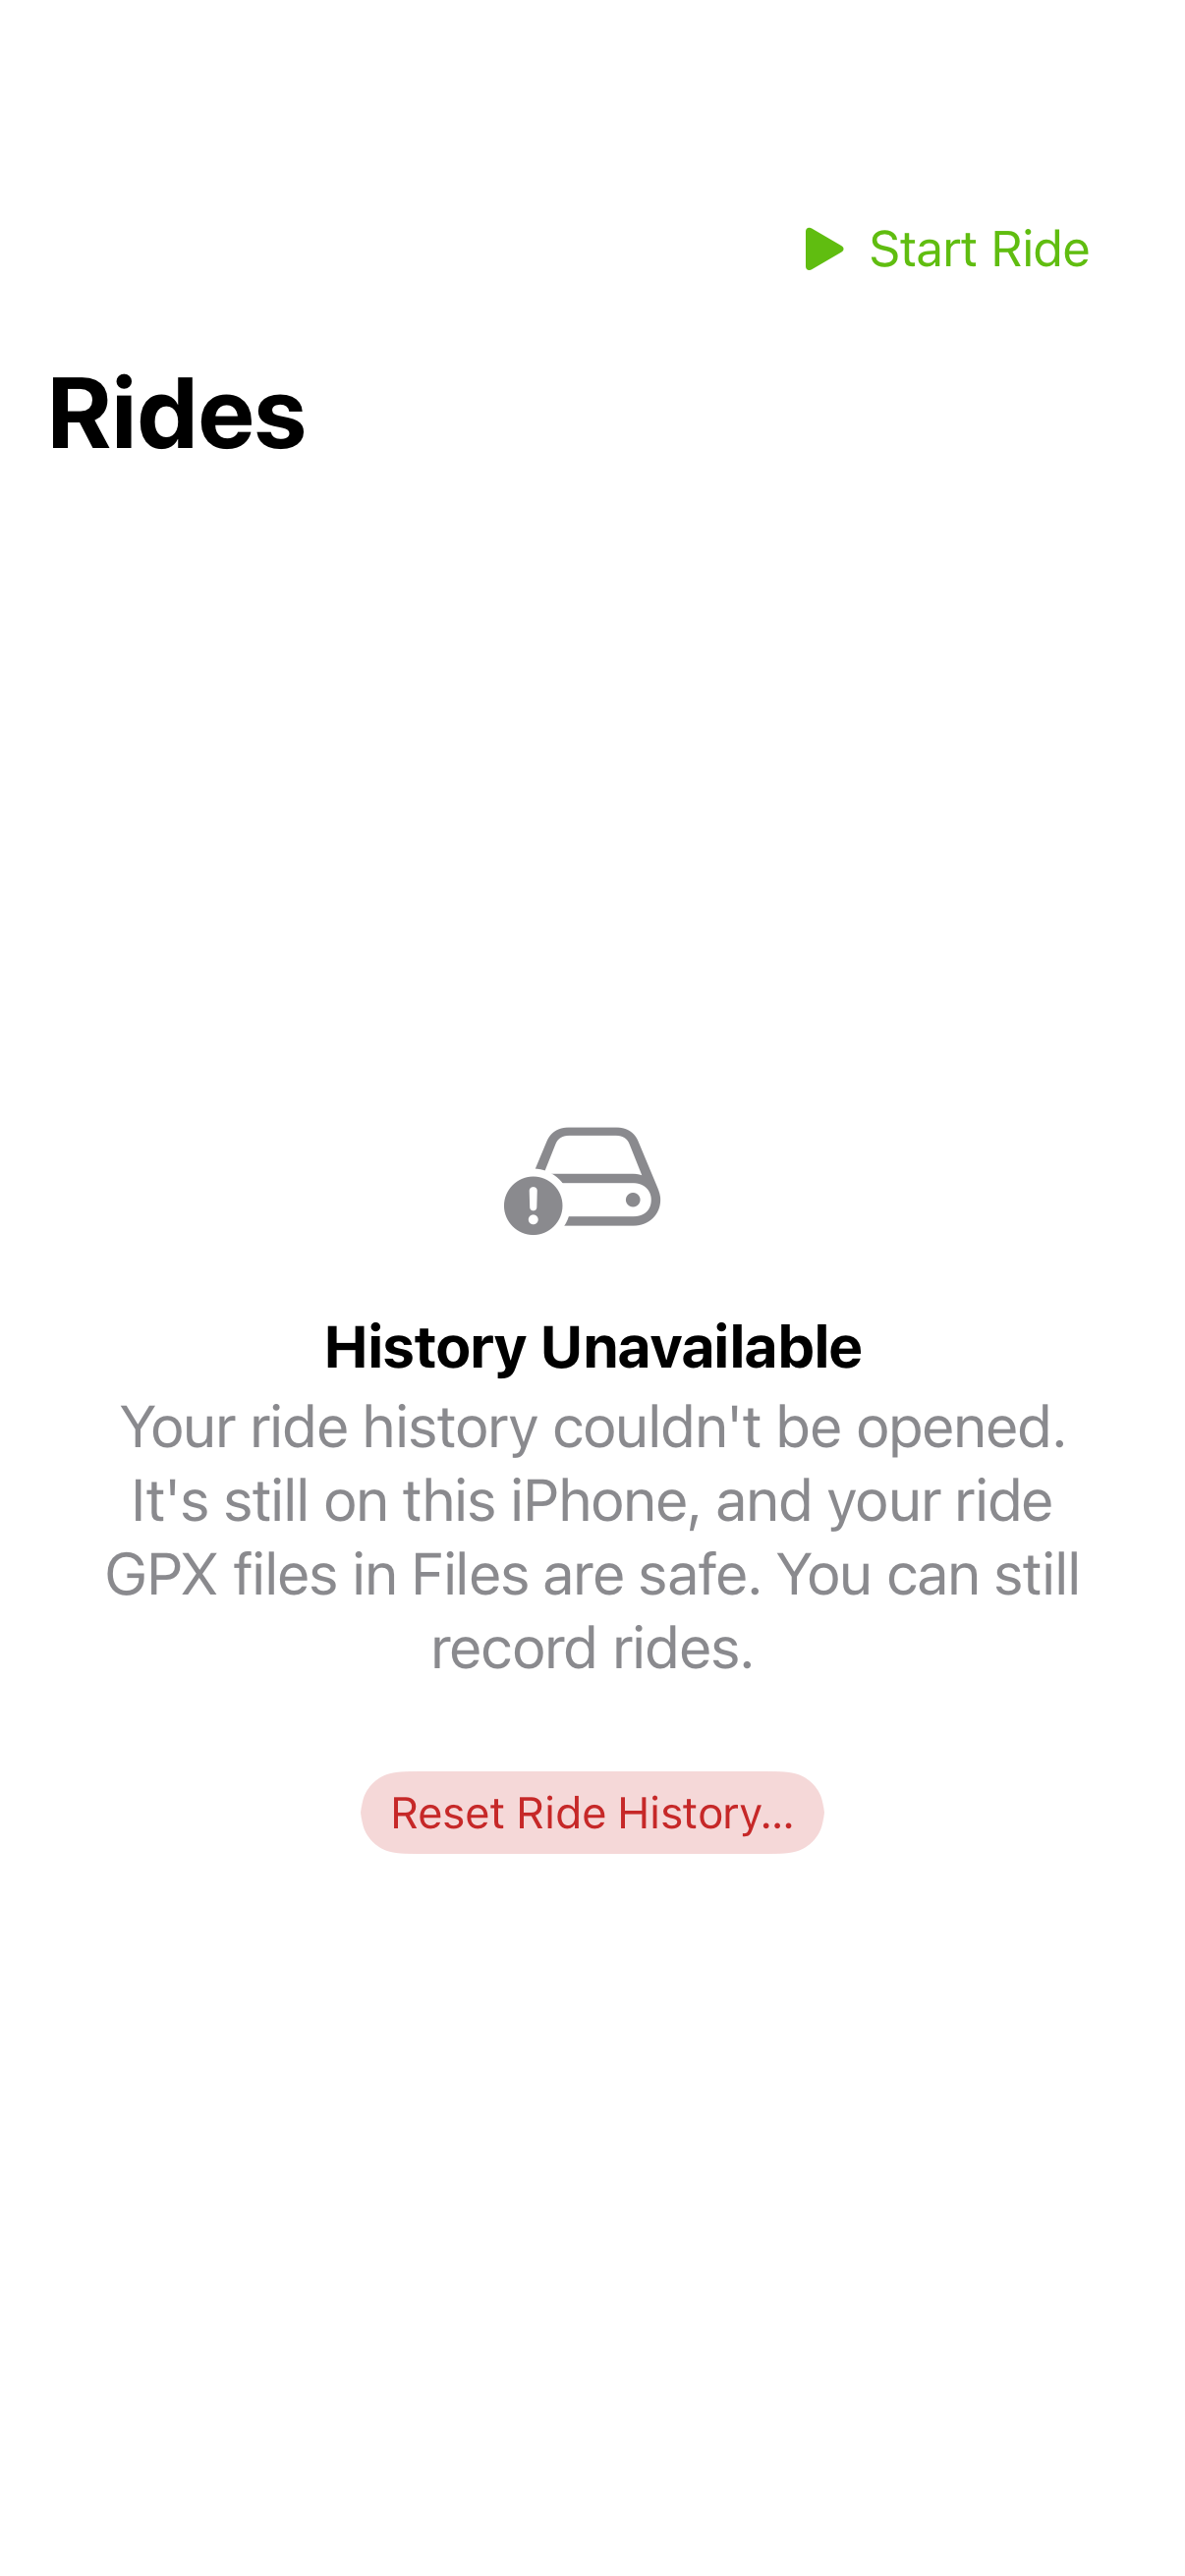 Start Ride
Rides
History Unavailable
Your ride history couldn't be opened.
It's still on this iPhone, and your ride
GPX files in Files are safe. You can still
record rides.
Reset Ride History...